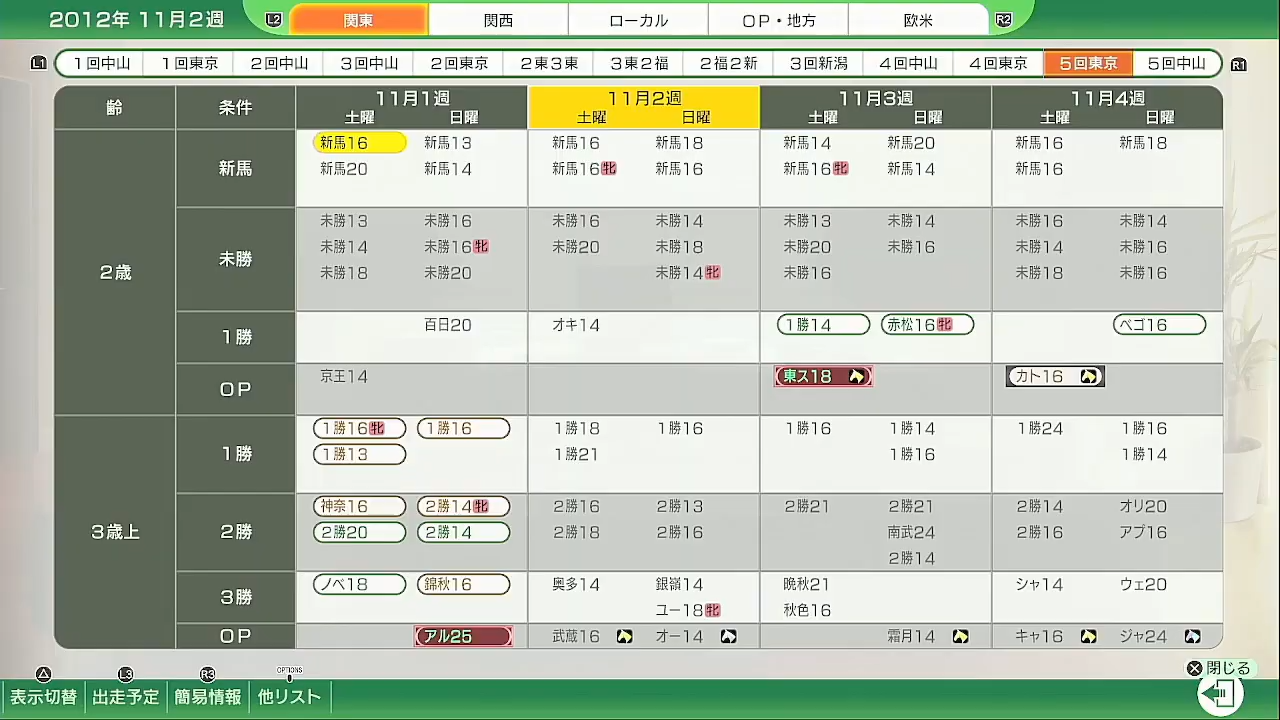 2012年 11月2週 L2 関東 関西 ローカル OP・地方 欧米 R2
L1 1回中山 1回東京 2回中山 3回中山 2回東京 2東3東 3東2福 2福2新 3回新潟 4回中山 4回東京 5回東京 5回中山 R1
齢 条件 11月1週 11月2週 11月3週 11月4週
土曜 日曜 土曜 日曜 土曜 日曜 土曜 日曜
2歳
新馬
新馬16 新馬13 新馬16 新馬18 新馬14 新馬20 新馬16 新馬18
新馬20 新馬14 新馬16牝 新馬16 新馬16牝 新馬14 新馬16
未勝
未勝13 未勝16 未勝16 未勝14 未勝13 未勝14 未勝16 未勝14
未勝14 未勝16牝 未勝20 未勝18 未勝20 未勝16 未勝14 未勝16
未勝18 未勝20 未勝14牝 未勝16 未勝18 未勝16
1勝
百日20 オキ14 1勝14 赤松16牝 ベゴ16
OP
京王14 東ス18 カト16
3歳上
1勝
1勝16牝 1勝16 1勝18 1勝16 1勝16 1勝14 1勝24 1勝16
1勝13 1勝21 1勝16 1勝14
2勝
神奈16 2勝14牝 2勝16 2勝13 2勝21 2勝21 2勝14 オリ20
2勝20 2勝14 2勝18 2勝16 南武24 2勝16 アプ16
2勝14
3勝
ノベ18 錦秋16 奥多14 銀嶺14 晩秋21 シャ14 ウェ20
ユー18牝 秋色16
OP
アル25 武蔵16 オー14 霜月14 キャ16 ジャ24
L3 R3 OPTIONS
閉じる
表示切替 出走予定 簡易情報 他リスト